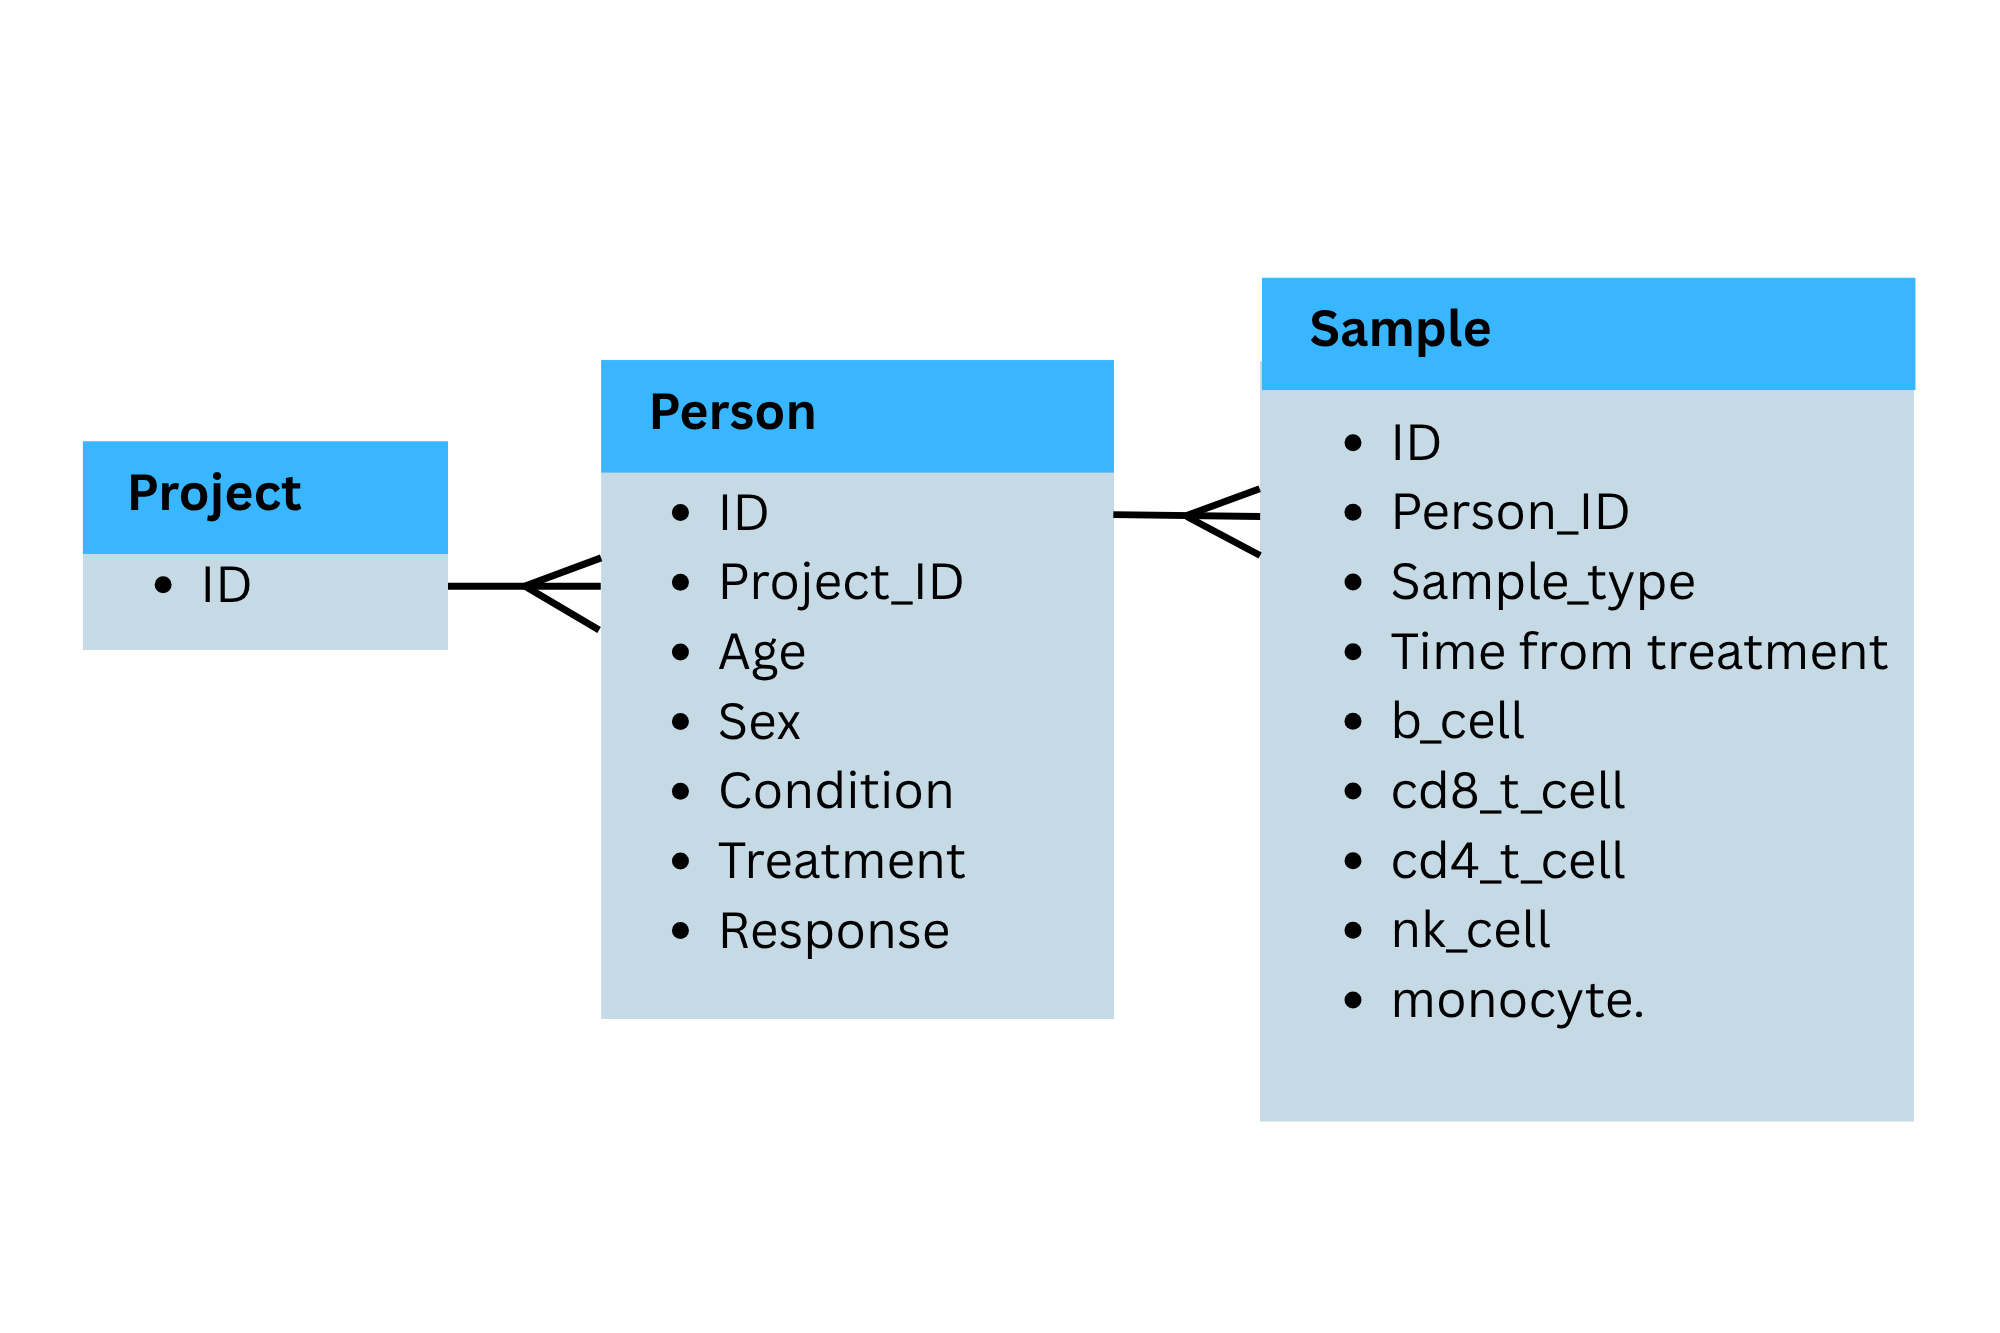 Project
• ID
Person
• ID
• Project_ID
• Age
• Sex
• Condition
• Treatment
• Response
Sample
• ID
• Person_ID
• Sample_type
• Time from treatment
• b_cell
• cd8_t_cell
• cd4_t_cell
• nk_cell
• monocyte.